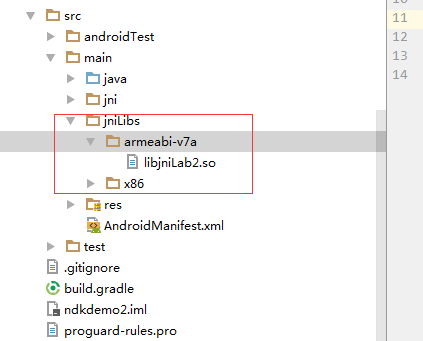 src
androidTest
main
java
jni
jniLibs
armeabi-v7a
libjniLab2.so
x86
res
AndroidManifest.xml
test
.gitignore
build.gradle
ndkdemo2.iml
proguard-rules.pro
11
12
13
14